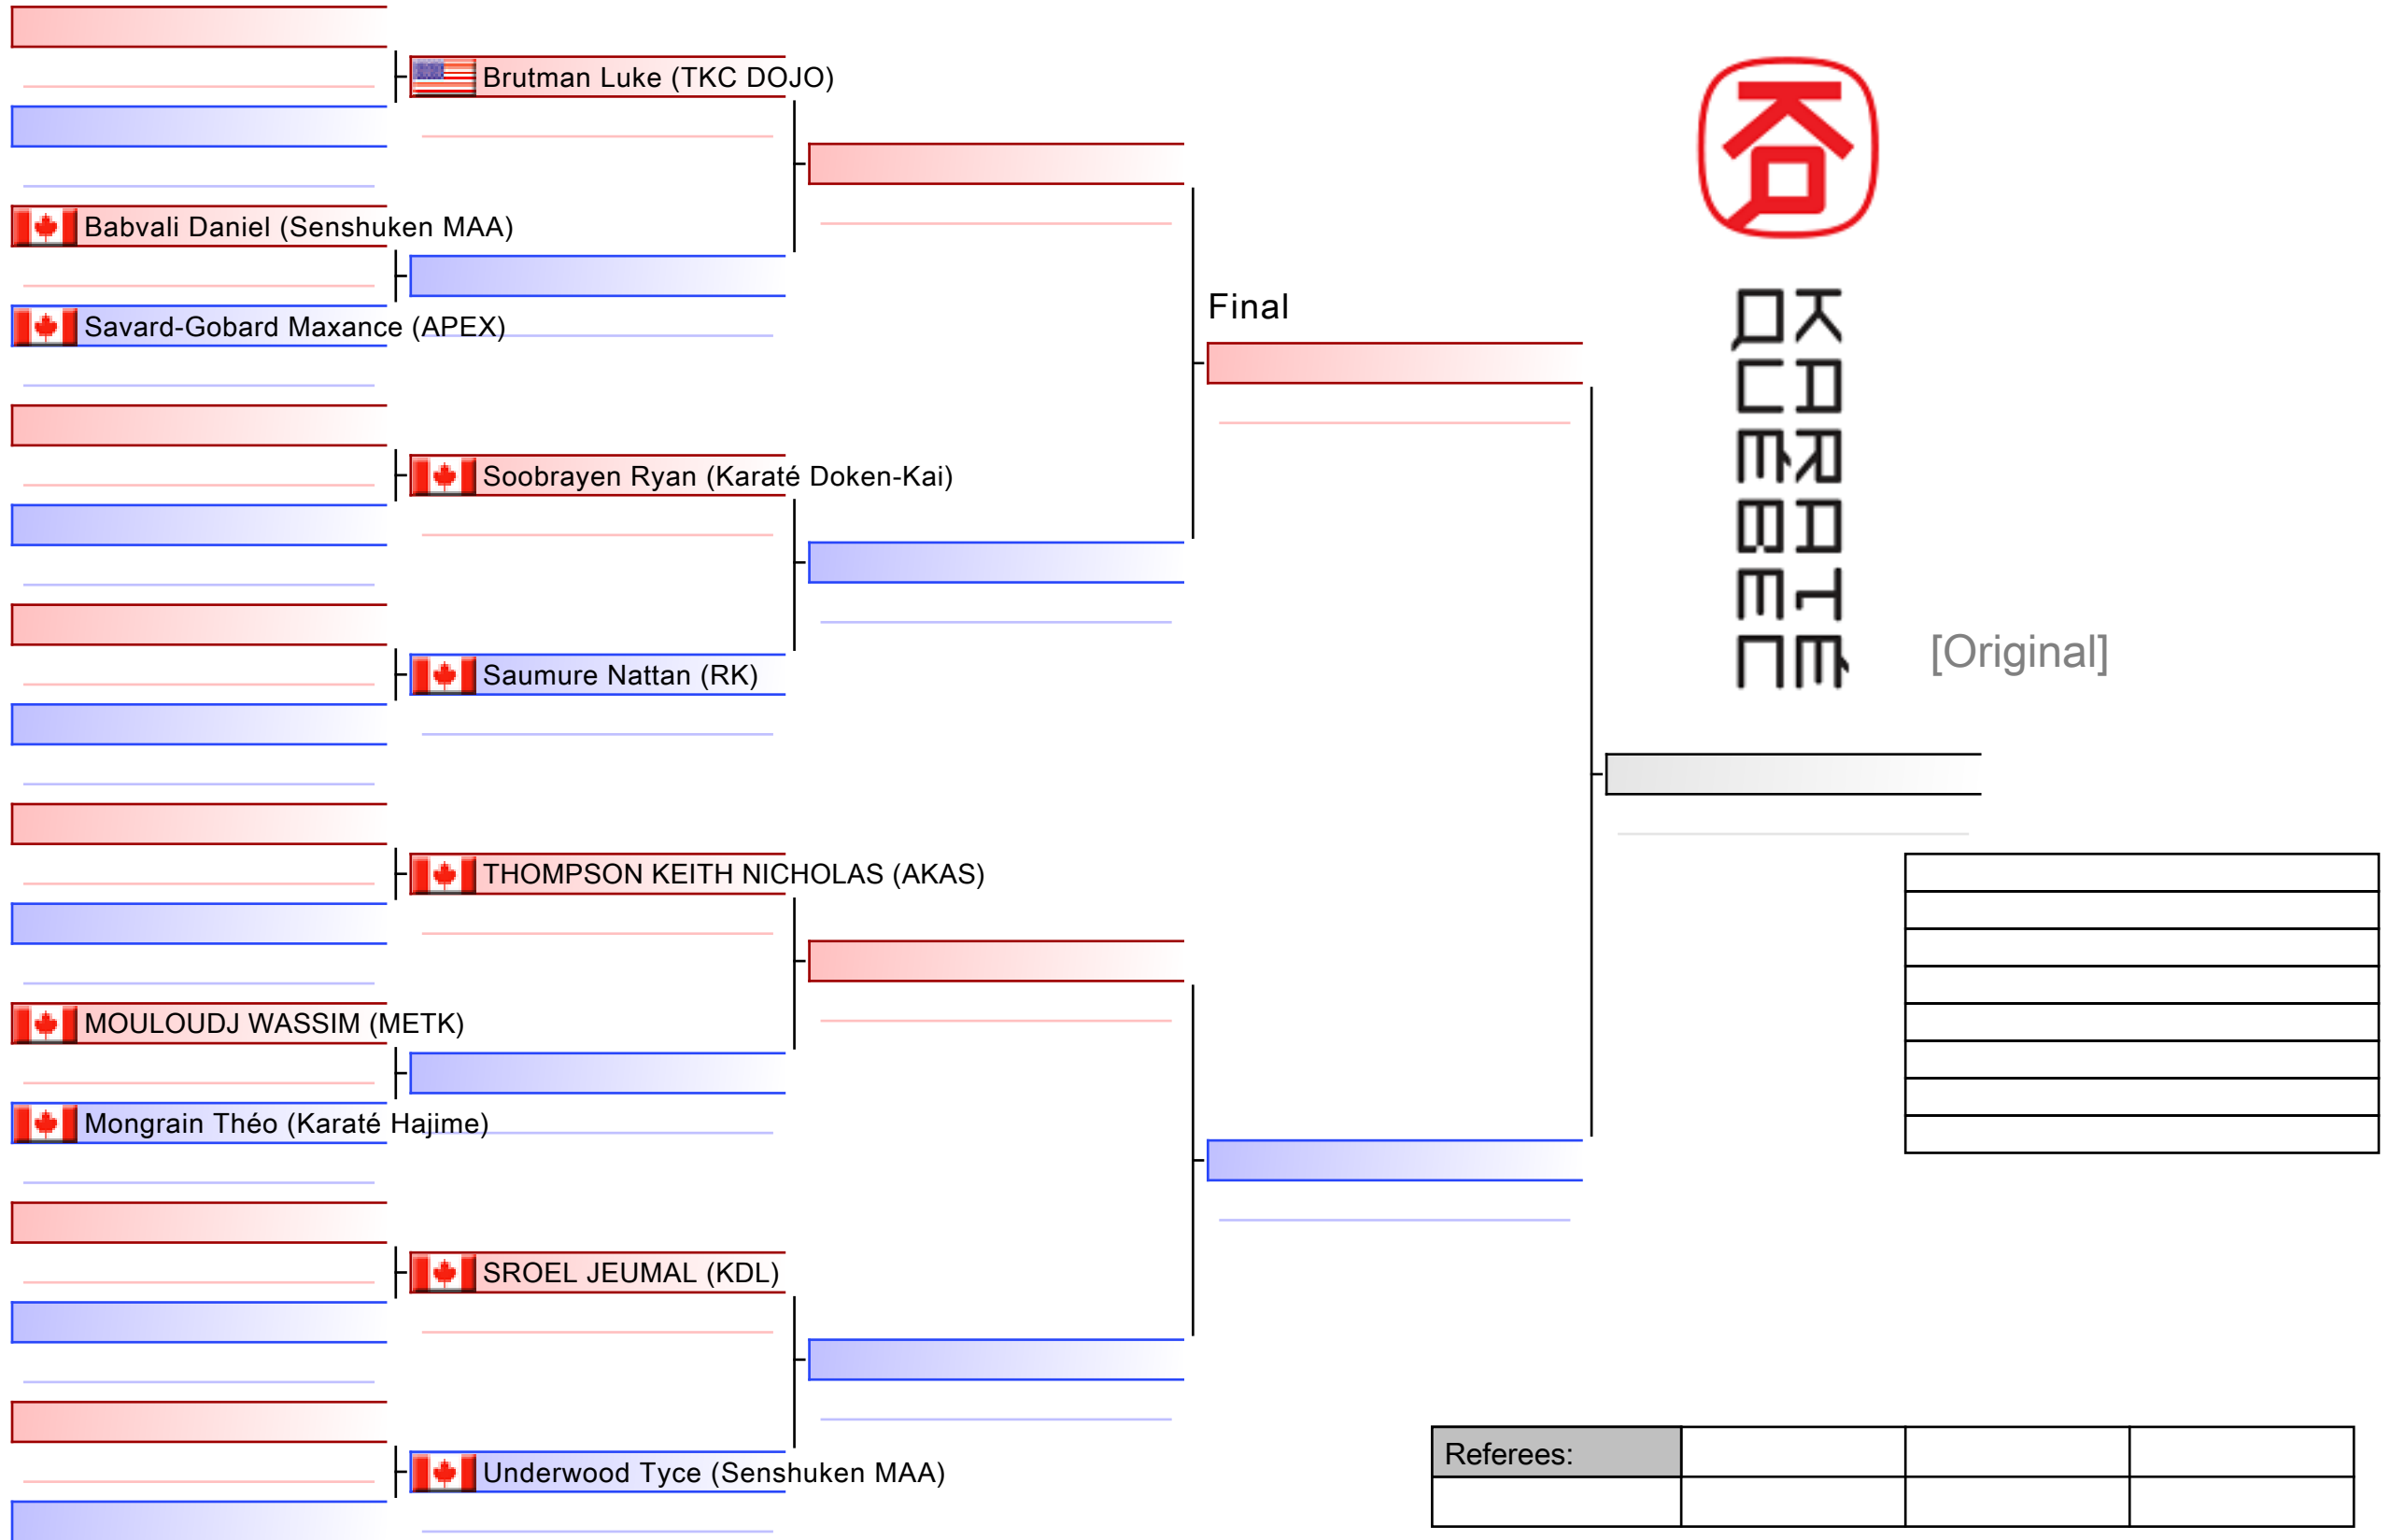 Brutman Luke (TKC DOJO)
Babvali Daniel (Senshuken MAA)
Savard-Gobard Maxance (APEX)
Final
Soobrayen Ryan (Karaté Doken-Kai)
Saumure Nattan (RK)
KARATÉ
QUÉBEC
[Original]
THOMPSON KEITH NICHOLAS (AKAS)
MOULOUDJ WASSIM (METK)
Mongrain Théo (Karaté Hajime)
SROEL JEUMAL (KDL)
Underwood Tyce (Senshuken MAA)
Referees: